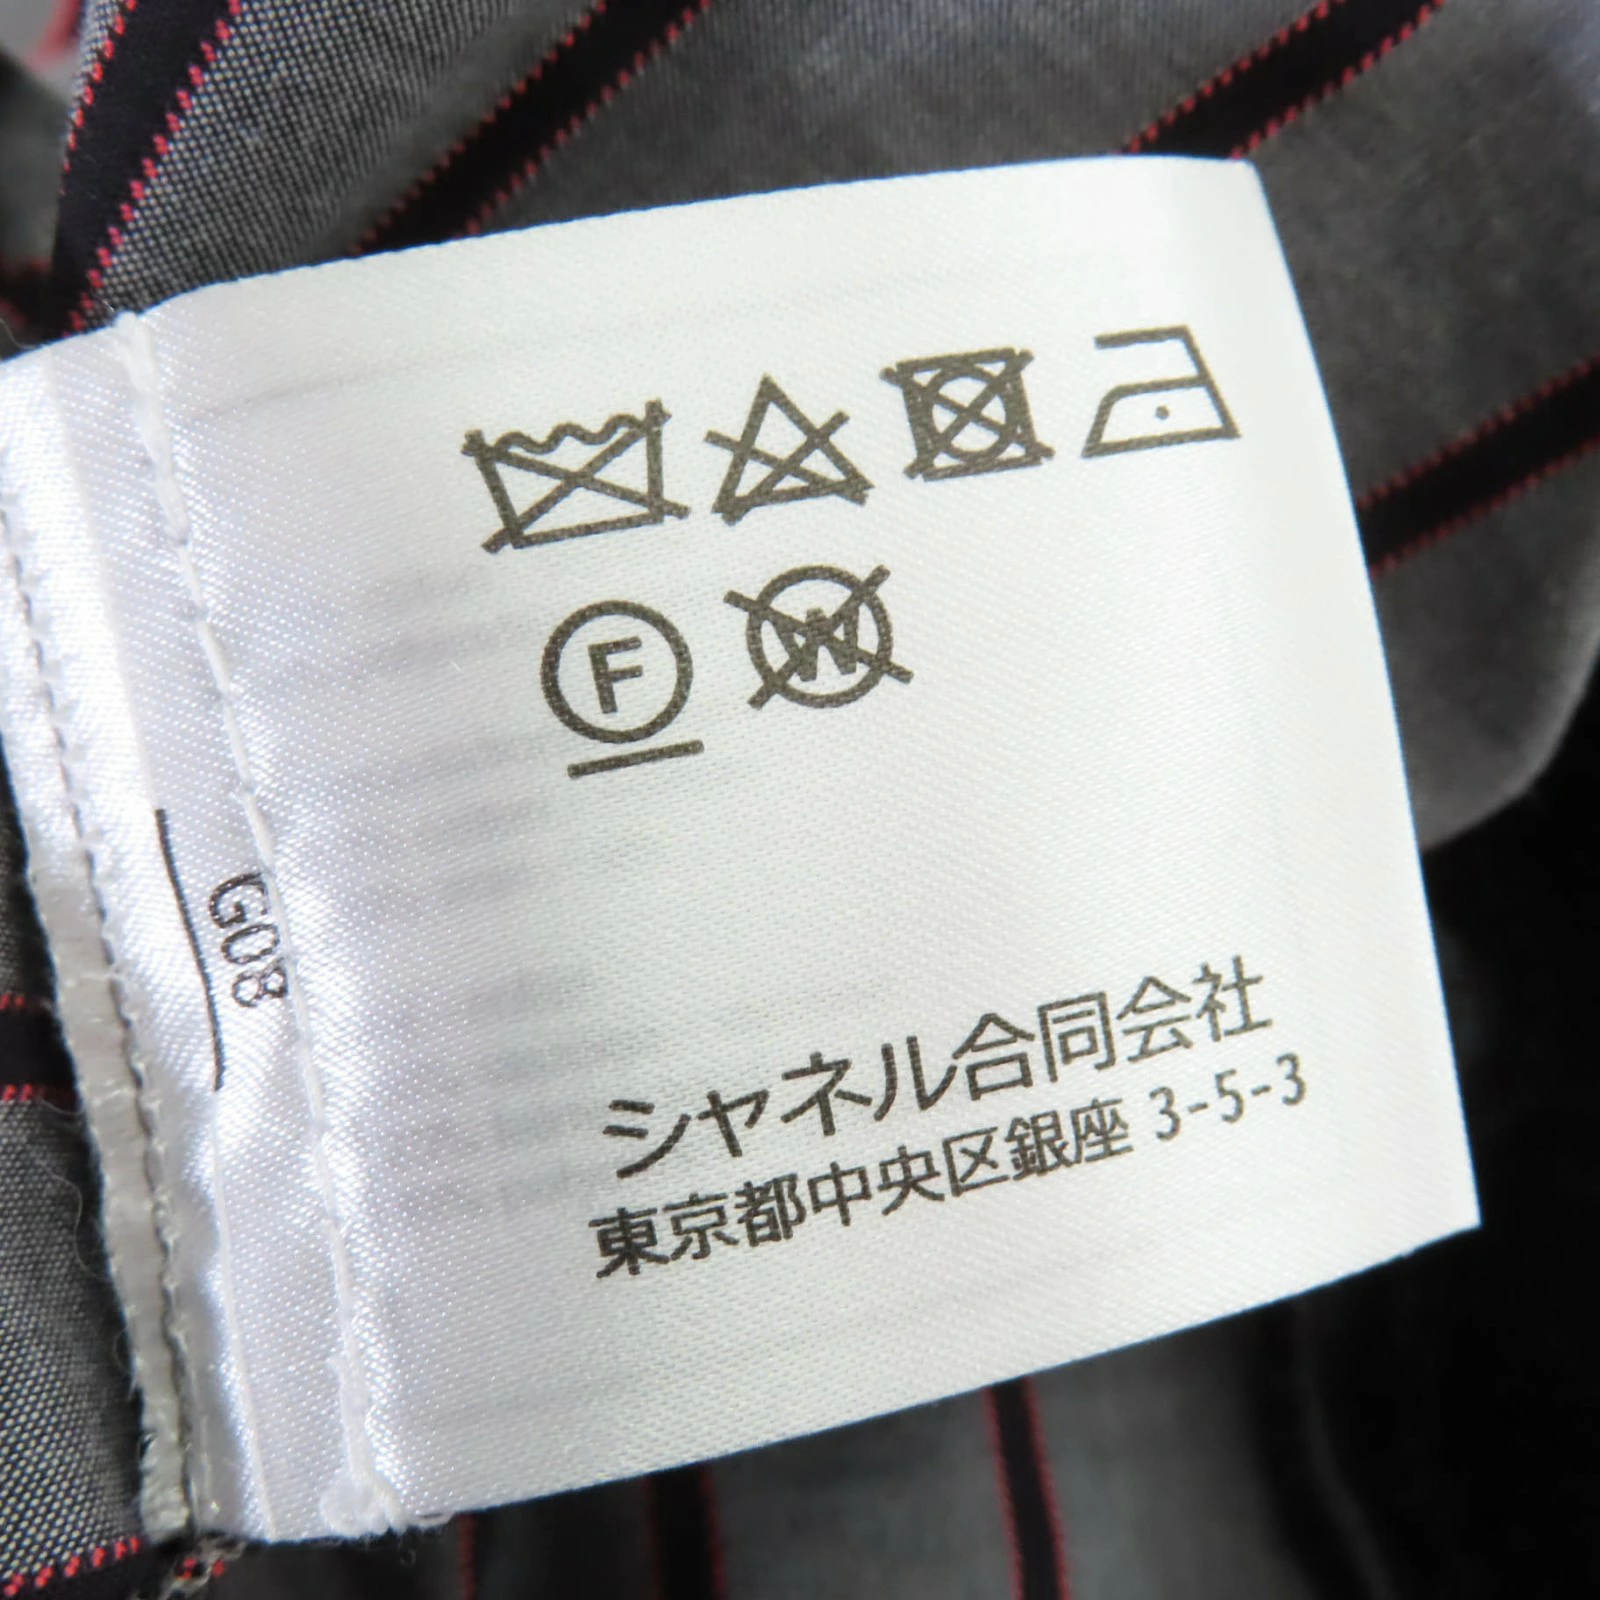 F W
G08
シャネル合同会社
東京都中央区銀座 3-5-3